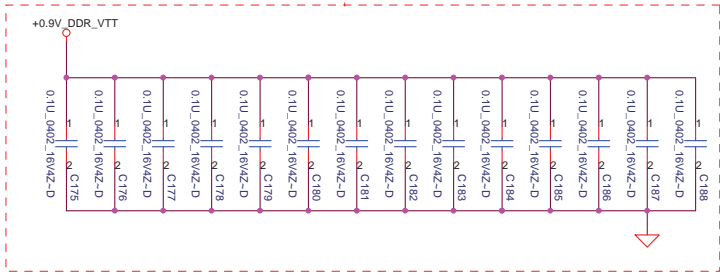 +0.9V_DDR_VTT
0.1U_0402_16V4Z~D
1
2
C175
0.1U_0402_16V4Z~D
1
2
C176
0.1U_0402_16V4Z~D
1
2
C177
0.1U_0402_16V4Z~D
1
2
C178
0.1U_0402_16V4Z~D
1
2
C179
0.1U_0402_16V4Z~D
1
2
C180
0.1U_0402_16V4Z~D
1
2
C181
0.1U_0402_16V4Z~D
1
2
C182
0.1U_0402_16V4Z~D
1
2
C183
0.1U_0402_16V4Z~D
1
2
C184
0.1U_0402_16V4Z~D
1
2
C185
0.1U_0402_16V4Z~D
1
2
C186
0.1U_0402_16V4Z~D
1
2
C187
0.1U_0402_16V4Z~D
1
2
C188